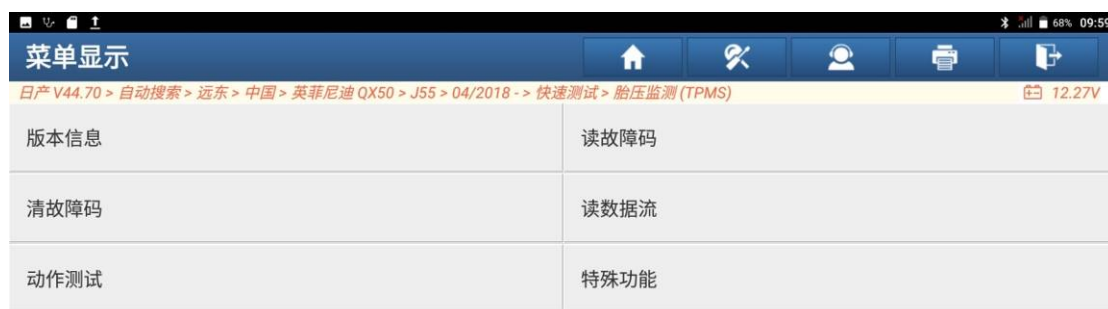 68% 09:59
菜单显示
日产 V44.70 > 自动搜索 > 远东 > 中国 > 英菲尼迪 QX50 > J55 > 04/2018 - > 快速测试 > 胎压监测 (TPMS) 12.27V
版本信息 读故障码
清故障码 读数据流
动作测试 特殊功能